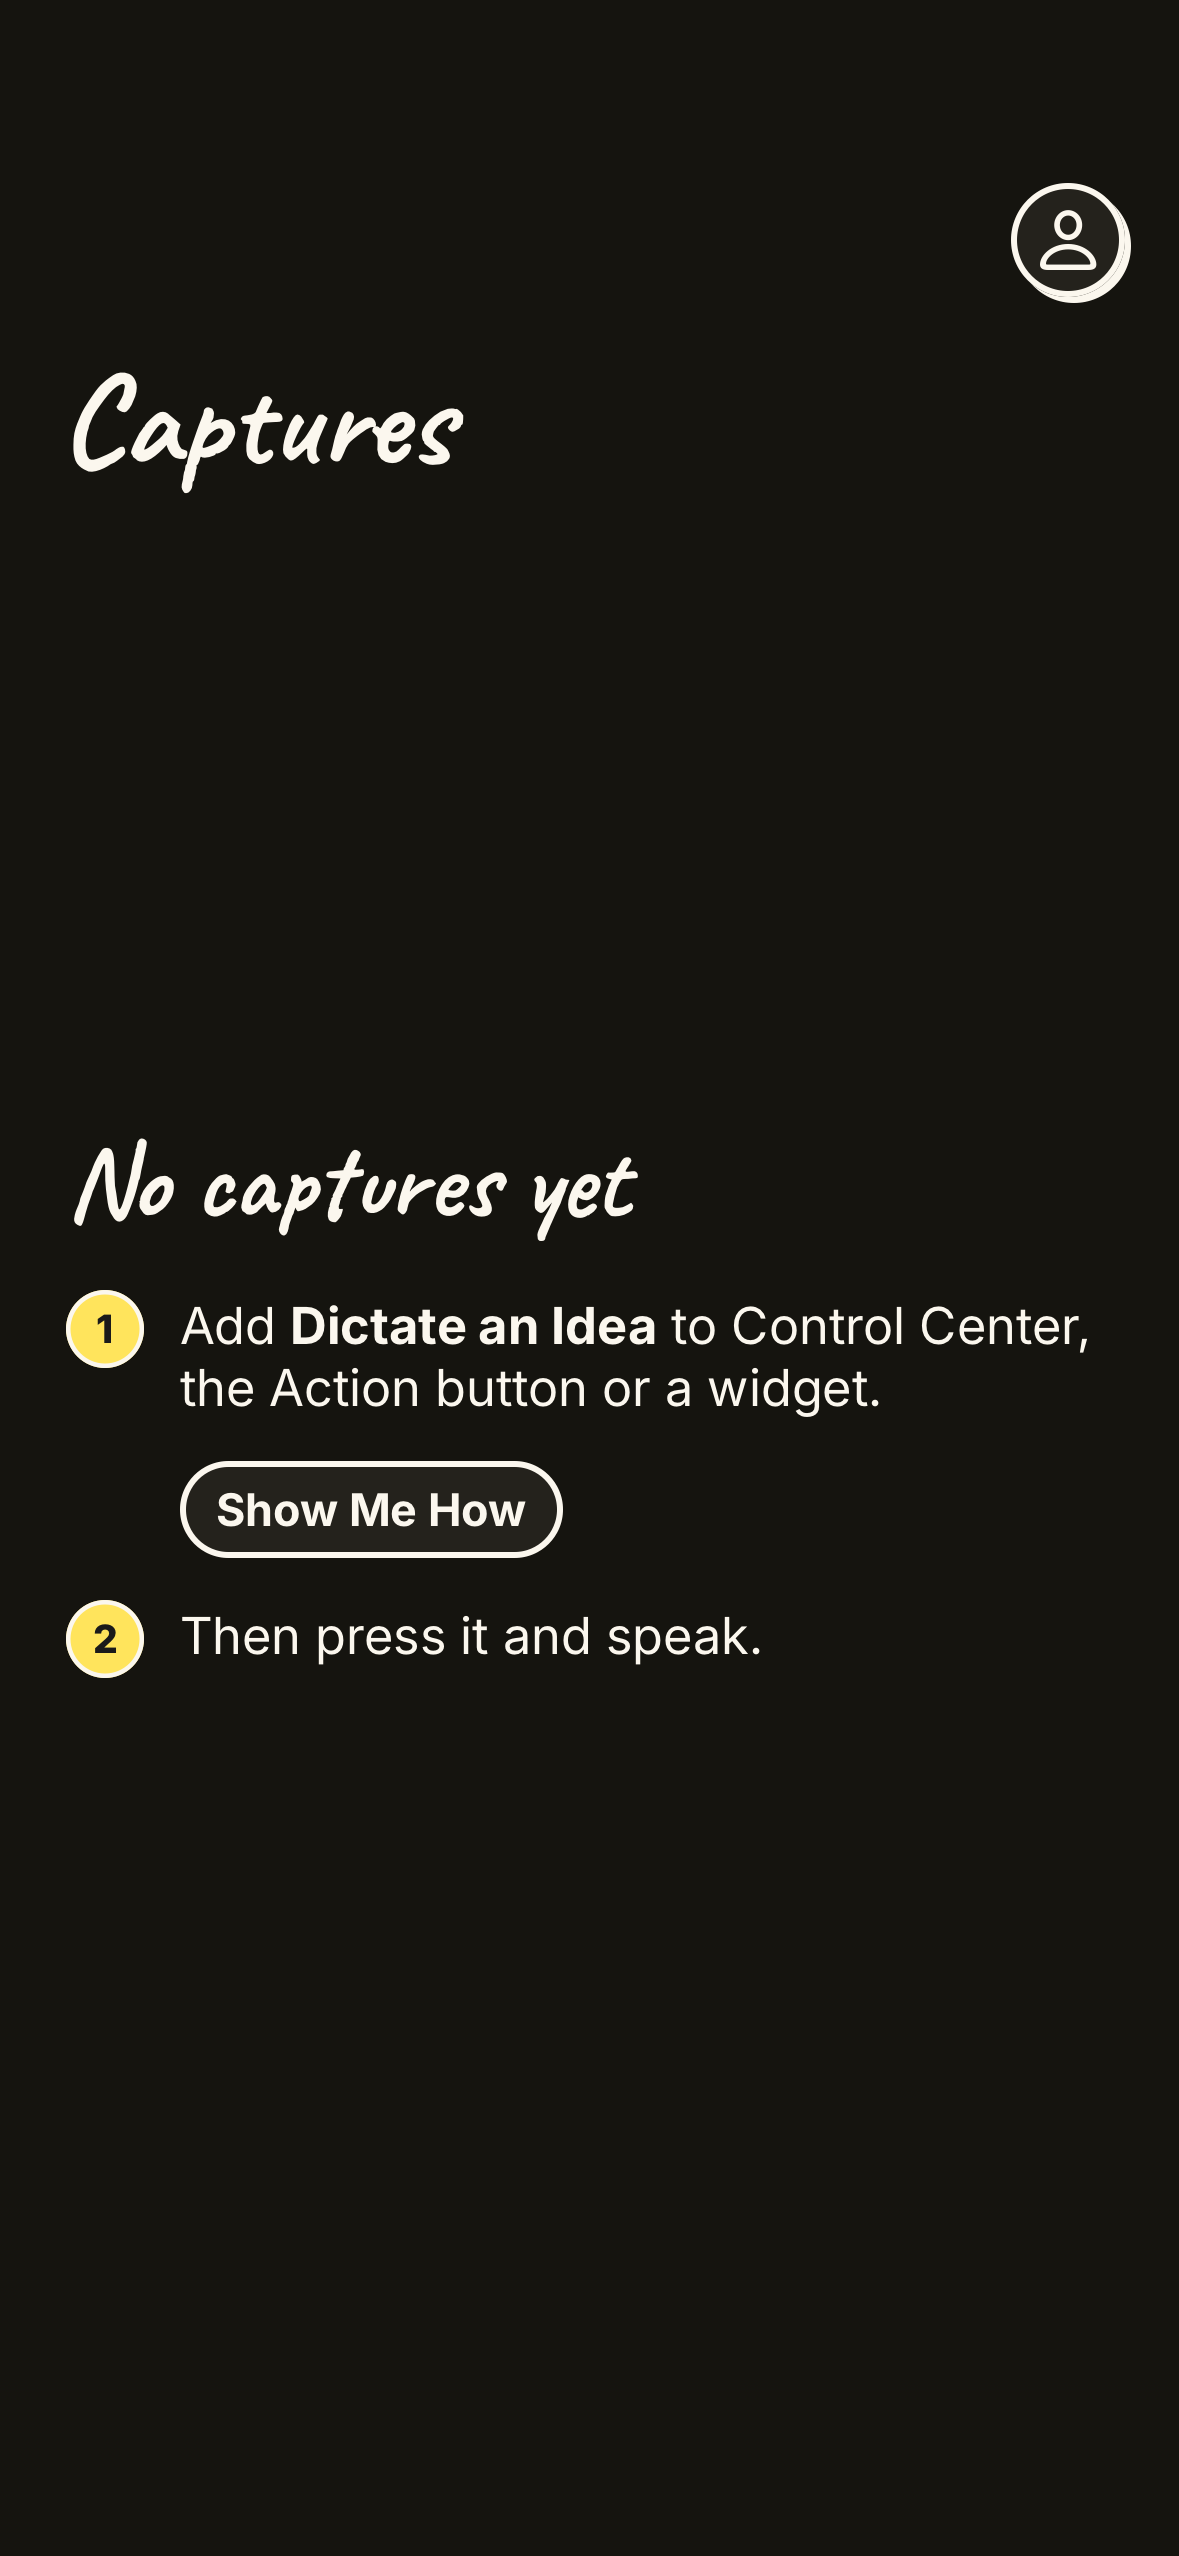 Captures
No captures yet
1
Add Dictate an Idea to Control Center,
the Action button or a widget.
Show Me How
2
Then press it and speak.